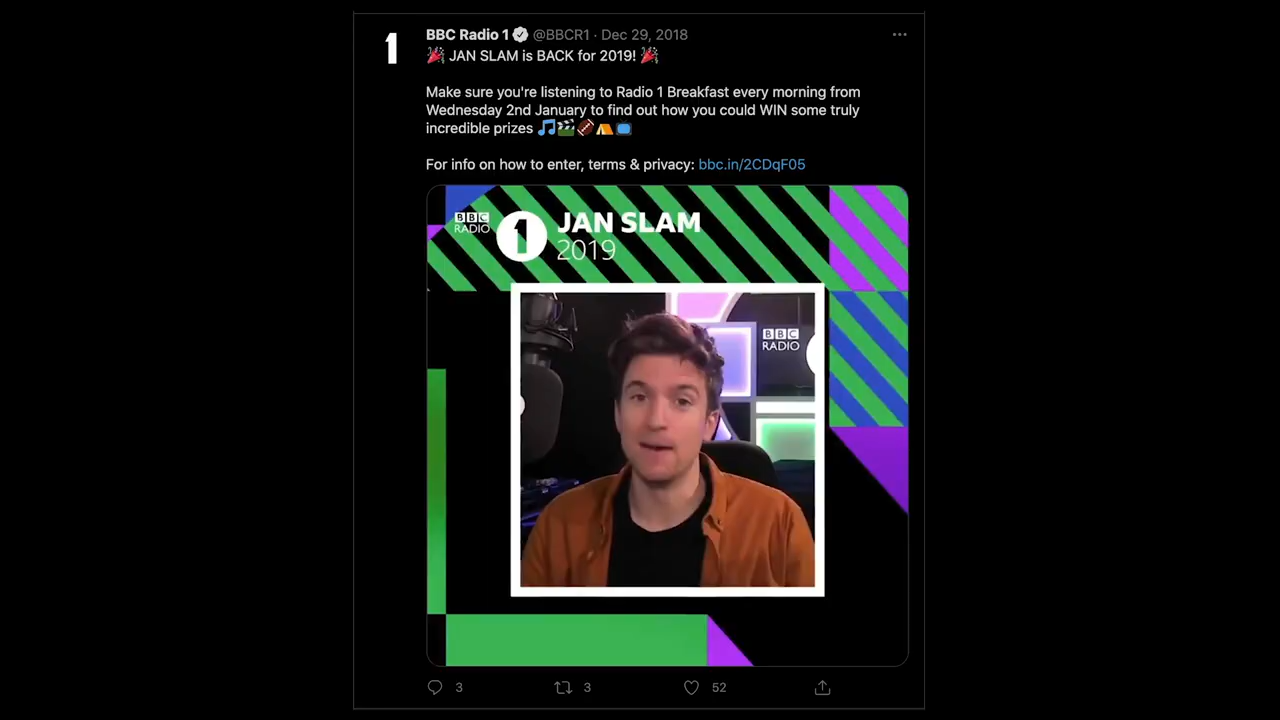 BBC Radio 1 @BBCR1 · Dec 29, 2018
🎉 JAN SLAM is BACK for 2019! 🎉
Make sure you're listening to Radio 1 Breakfast every morning from
Wednesday 2nd January to find out how you could WIN some truly
incredible prizes 🎵🎬🏈⛺📺
For info on how to enter, terms & privacy: bbc.in/2CDqF05
BBC
RADIO
1
JAN SLAM
2019
BBC
RADIO
3 3 52